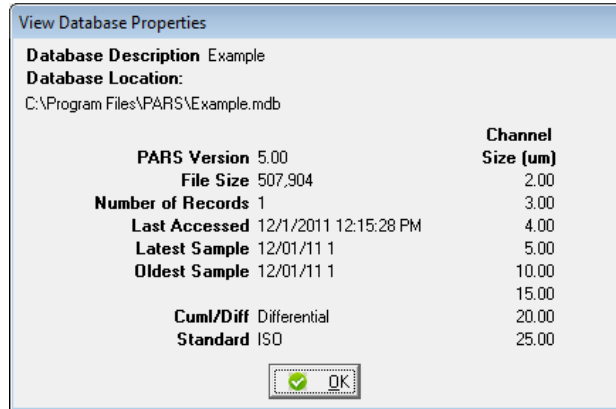 View Database Properties
Database Description Example
Database Location:
C:\Program Files\PARS\Example.mdb
Channel
PARS Version 5.00 Size (um)
File Size 507,904 2.00
Number of Records 1 3.00
Last Accessed 12/1/2011 12:15:28 PM 4.00
Latest Sample 12/01/11 1 5.00
Oldest Sample 12/01/11 1 10.00
15.00
Cuml/Diff Differential 20.00
Standard ISO 25.00
OK